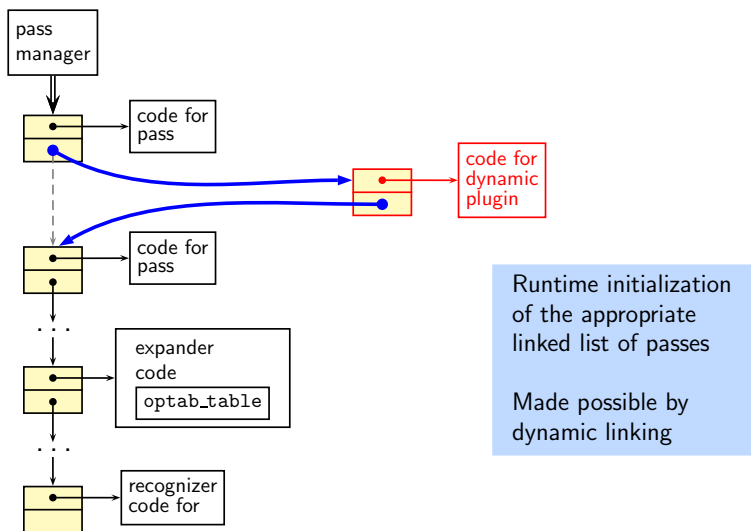 pass
manager
code for
pass
code for
dynamic
plugin
code for
pass
Runtime initialization
of the appropriate
linked list of passes
Made possible by
dynamic linking
. . .
expander
code
optab_table
. . .
recognizer
code for